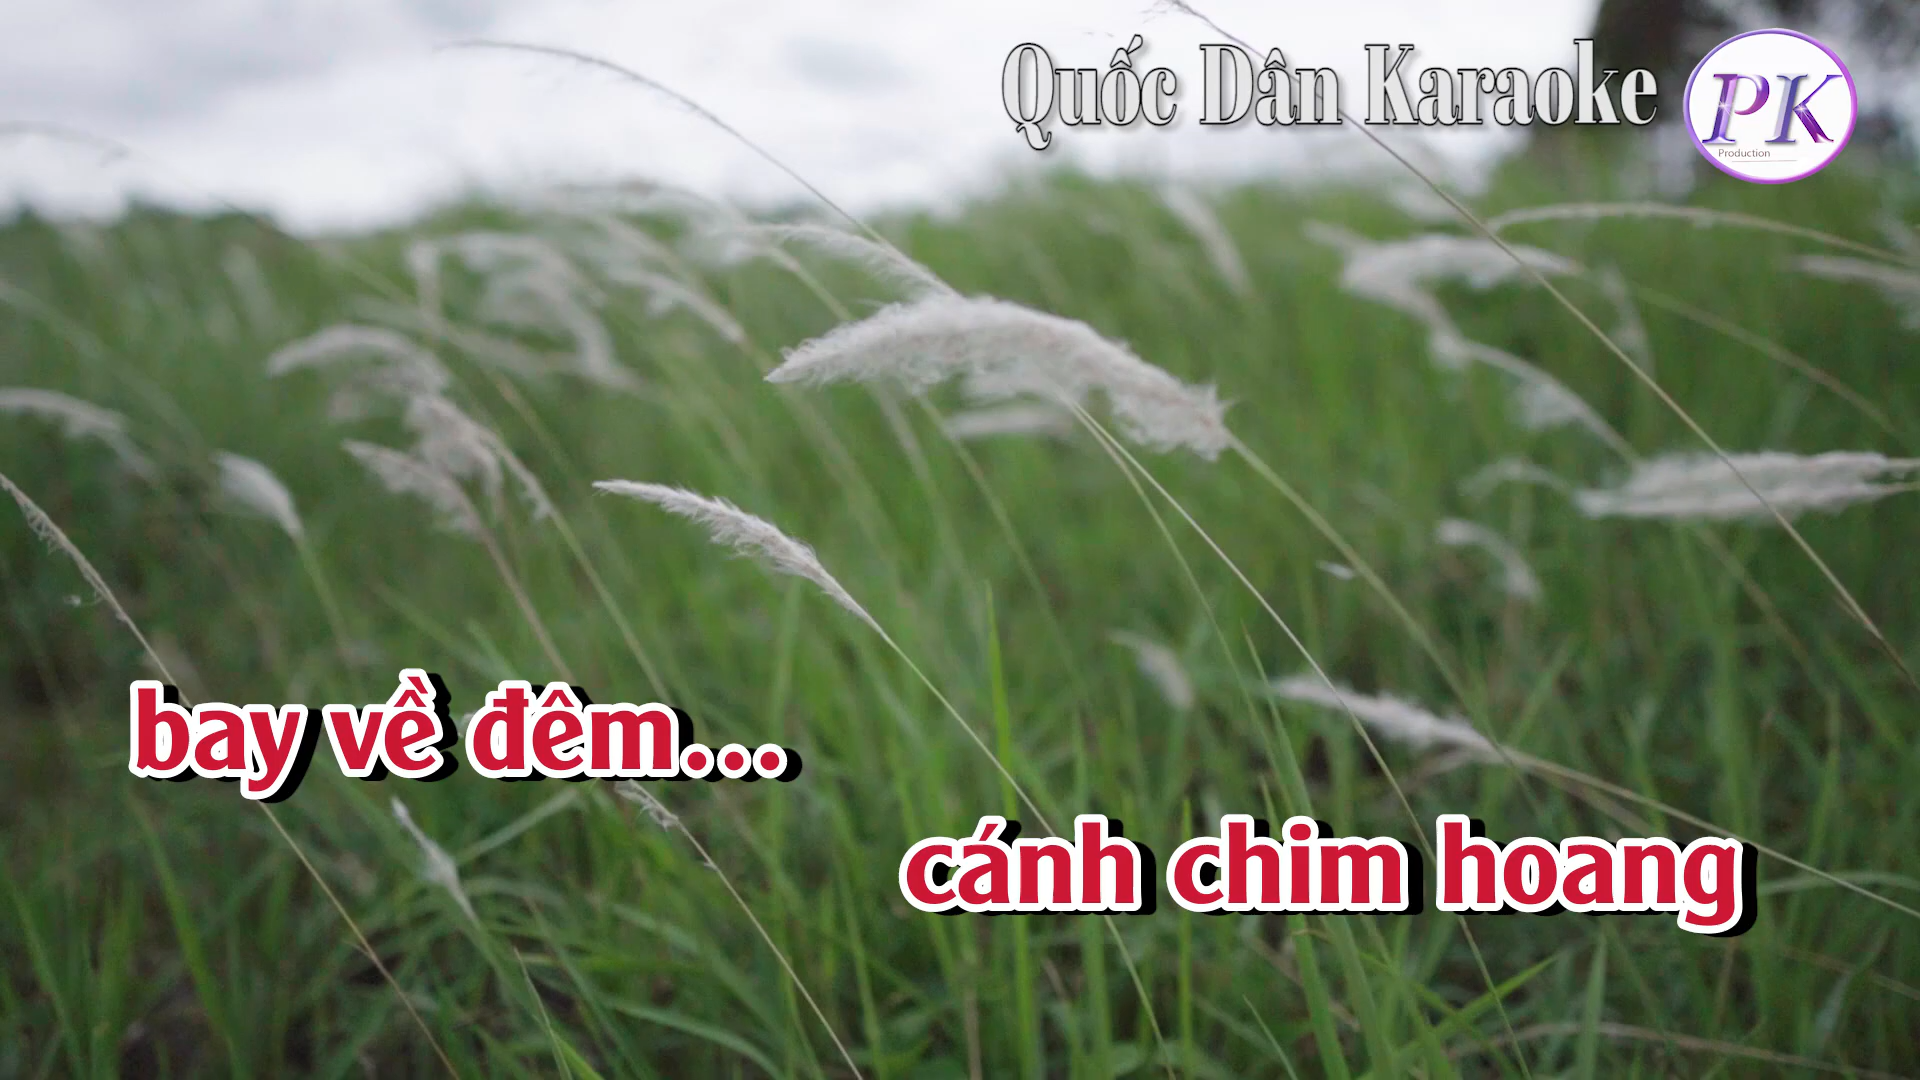 Quốc Dân Karaoke
PK
Production
bay về đêm...
cánh chim hoang